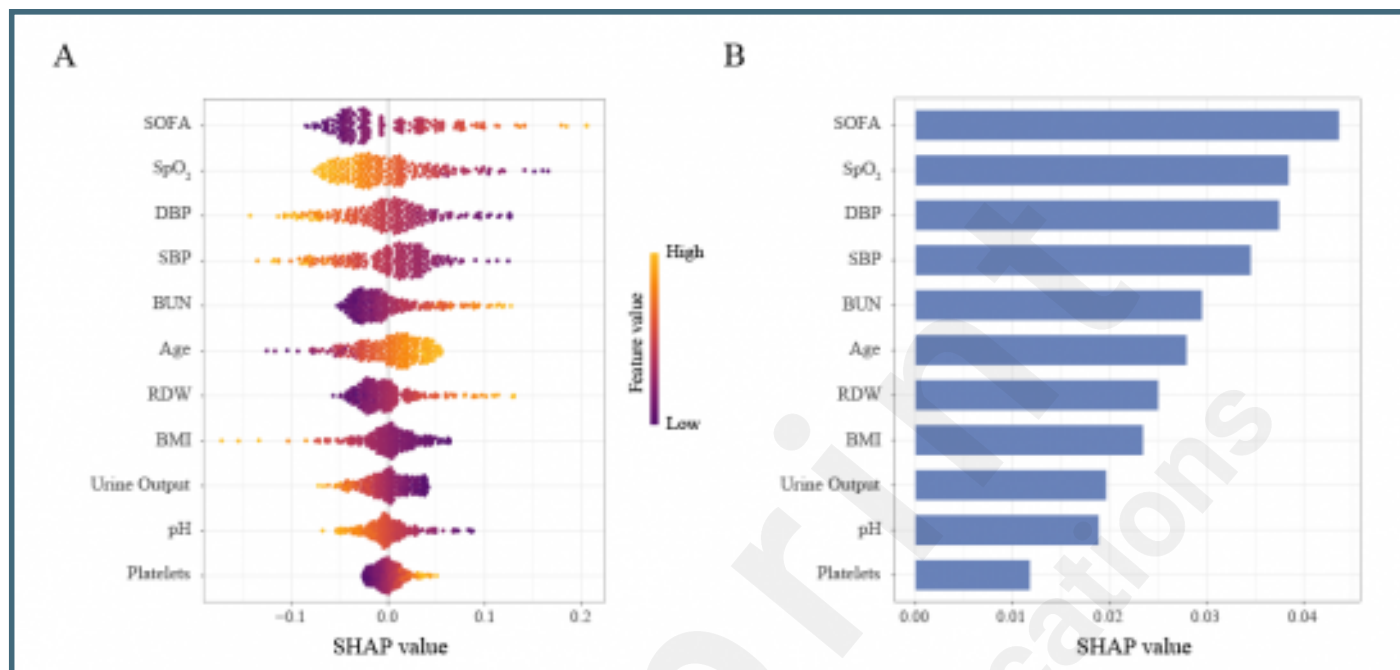 A
SOFA
SpO₂
DBP
SBP
BUN
Age
RDW
BMI
Urine Output
pH
Platelets
−0.1 0.0 0.1 0.2
SHAP value
High
Feature value
Low
B
SOFA
SpO₂
DBP
SBP
BUN
Age
RDW
BMI
Urine Output
pH
Platelets
0.00 0.01 0.02 0.03 0.04
SHAP value